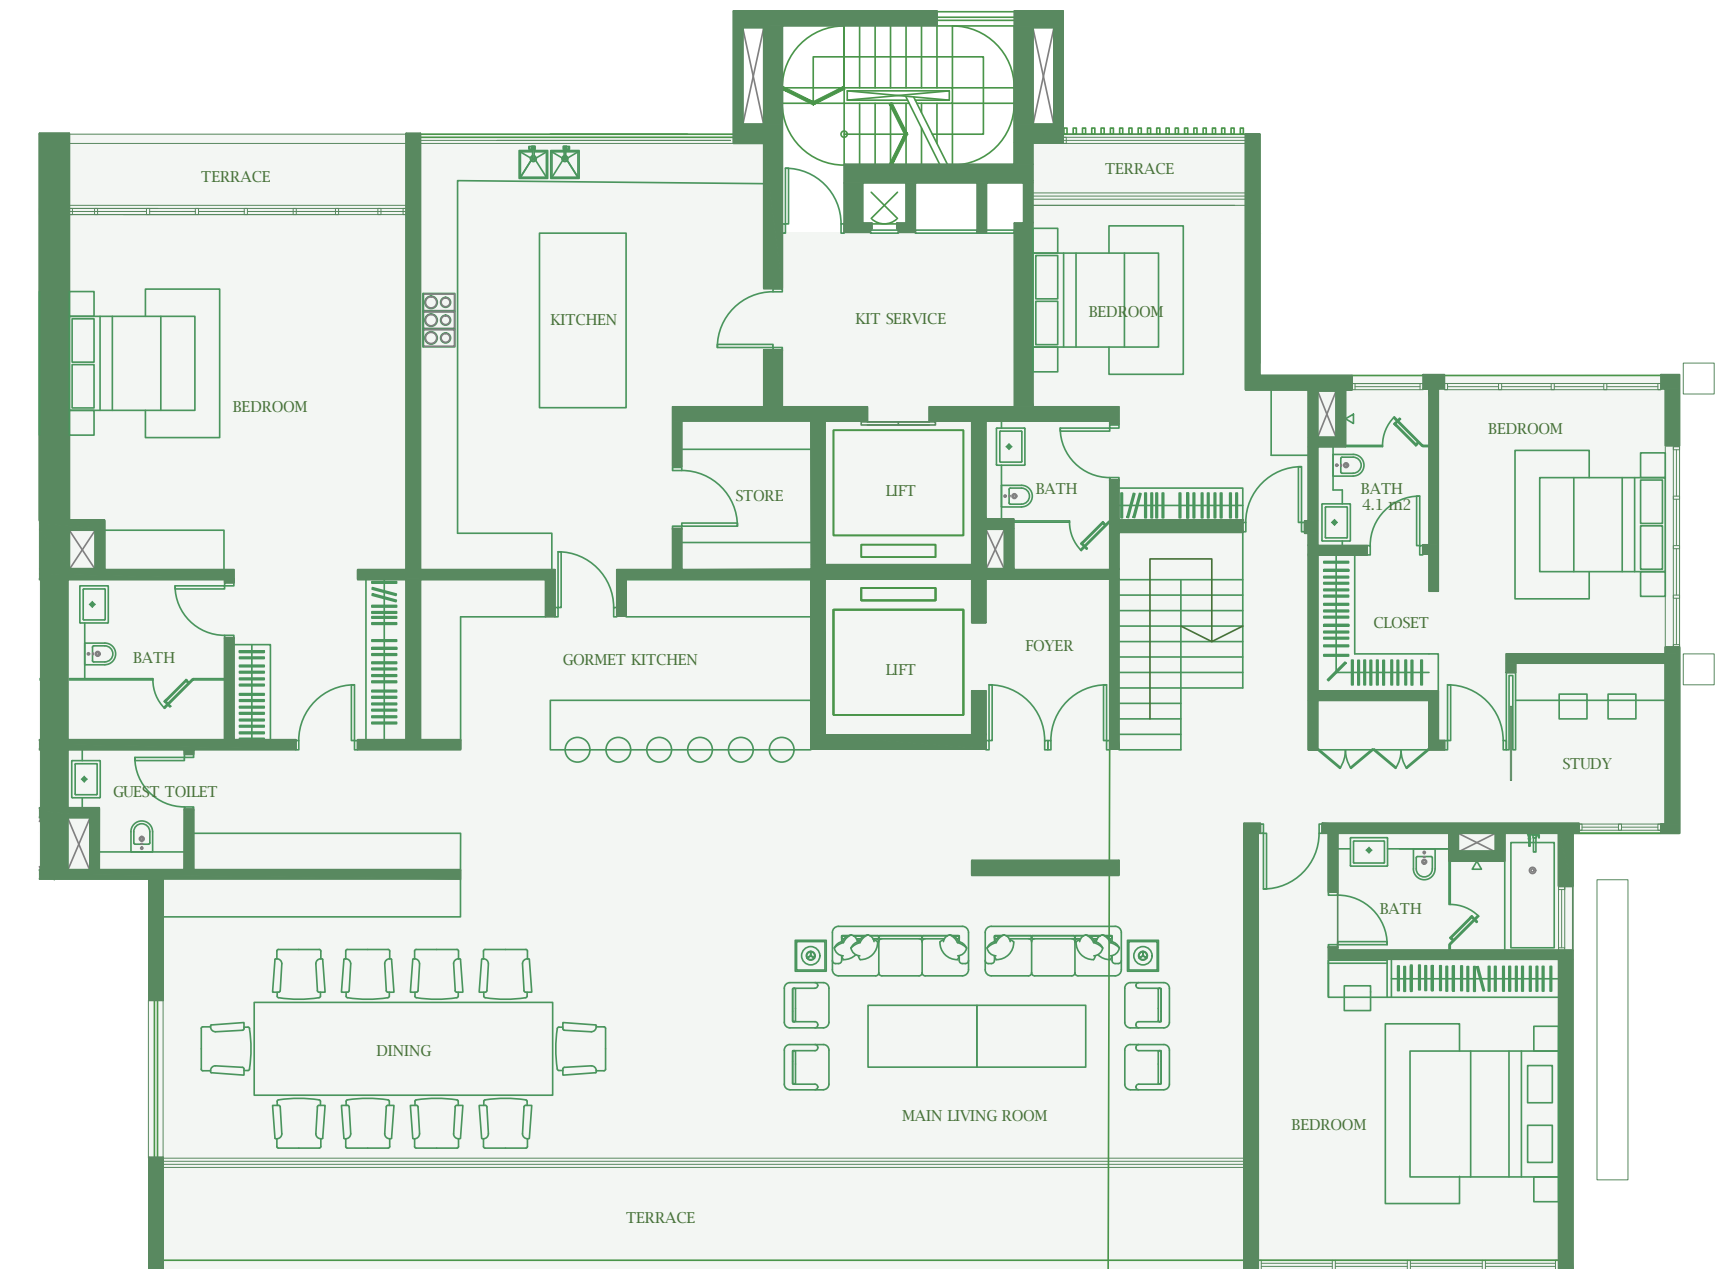 TERRACE
TERRACE
BEDROOM
KITCHEN
KIT SERVICE
BEDROOM
BEDROOM
STORE
LIFT
BATH
BATH
4.1 m2
CLOSET
BATH
GORMET KITCHEN
LIFT
FOYER
STUDY
GUEST TOILET
BATH
DINING
MAIN LIVING ROOM
BEDROOM
TERRACE